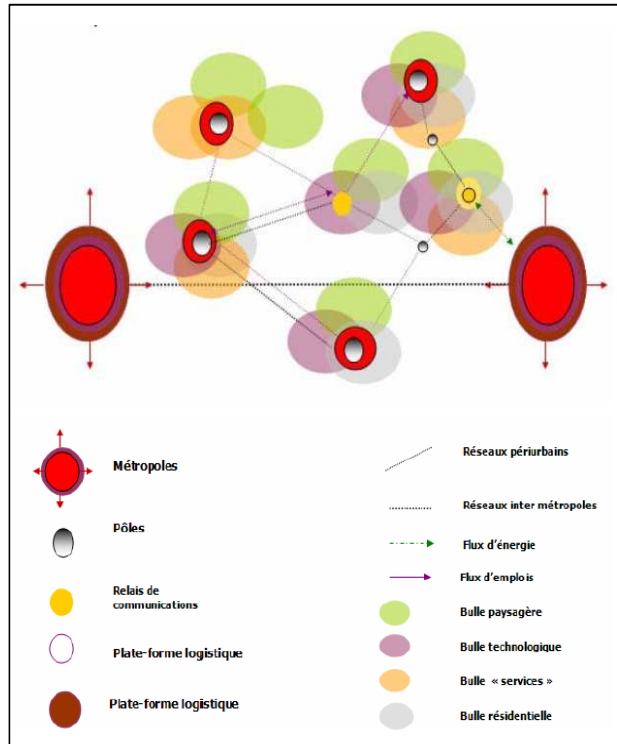 Métropoles
Pôles
Relais de
communications
Plate-forme logistique
Plate-forme logistique
Réseaux périurbains
Réseaux inter métropoles
Flux d'énergie
Flux d'emplois
Bulle paysagère
Bulle technologique
Bulle « services »
Bulle résidentielle